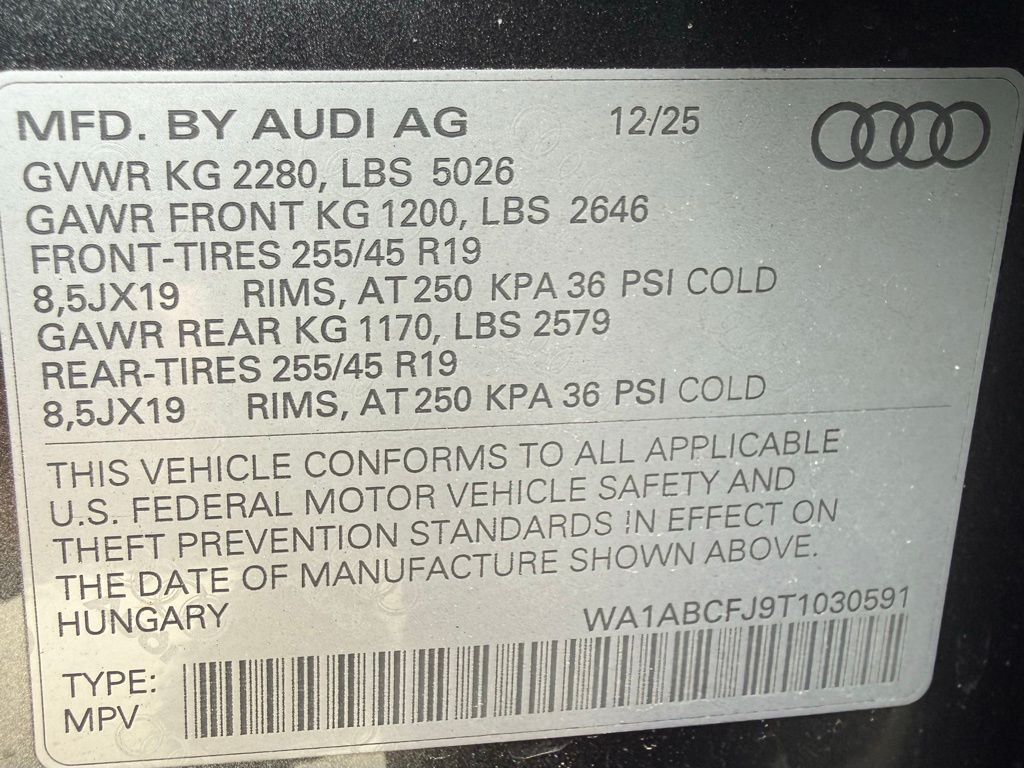 MFD. BY AUDI AG 12/25
GVWR KG 2280, LBS 5026
GAWR FRONT KG 1200, LBS 2646
FRONT-TIRES 255/45 R19
8,5JX19 RIMS, AT 250 KPA 36 PSI COLD
GAWR REAR KG 1170, LBS 2579
REAR-TIRES 255/45 R19
8,5JX19 RIMS, AT 250 KPA 36 PSI COLD
THIS VEHICLE CONFORMS TO ALL APPLICABLE
U.S. FEDERAL MOTOR VEHICLE SAFETY AND
THEFT PREVENTION STANDARDS IN EFFECT ON
THE DATE OF MANUFACTURE SHOWN ABOVE.
HUNGARY WA1ABCFJ9T1030591
TYPE:
MPV